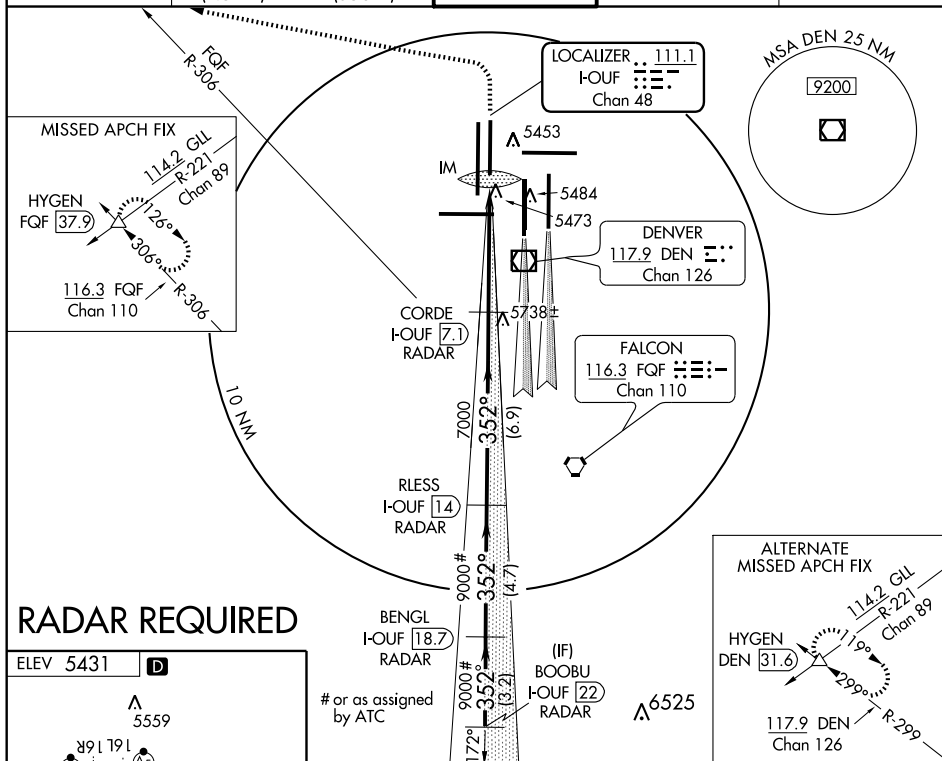 FQF
R-306
LOCALIZER 111.1
I-OUF
Chan 48
MSA DEN 25 NM
9200
MISSED APCH FIX
114.2 GLL
R-221
Chan 89
HYGEN
FQF 37.9
126°
306°
116.3 FQF
Chan 110
R-306
IM
5453
5484
5473
DENVER
117.9 DEN
Chan 126
CORDE
I-OUF 7.1
RADAR
5738±
FALCON
116.3 FQF
Chan 110
10 NM
7000
352°
(6.9)
RLESS
I-OUF 14
RADAR
9000#
352°
(4.7)
RADAR REQUIRED
BENGL
I-OUF 18.7
RADAR
9000#
352°
(3.2)
172°
(IF)
BOOBU
I-OUF 22
RADAR
# or as assigned
by ATC
6525
ALTERNATE
MISSED APCH FIX
114.2 GLL
R-221
Chan 89
HYGEN
DEN 31.6
119°
299°
117.9 DEN
Chan 126
R-299
ELEV 5431 D
5559
16L 16R